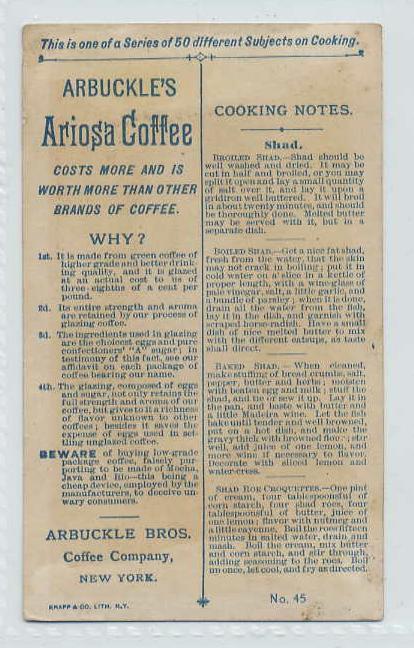 This is one of a Series of 50 different Subjects on Cooking.
ARBUCKLE'S
Ariosa Coffee
COSTS MORE AND IS
WORTH MORE THAN OTHER
BRANDS OF COFFEE.
WHY?
1st. It is made from green coffee of
higher grade and better drink-
ing quality, and it is glazed
at an actual cost to us of
three-eighths of a cent per
pound.
2d. Its entire strength and aroma
are retained by our process of
glazing coffee.
3d. The ingredients used in glazing
are the choicest eggs and pure
confectioners' "A" sugar; in
testimony of this fact, see our
affidavit on each package of
coffee bearing our name.
4th. The glazing, composed of eggs
and sugar, not only retains the
full strength and aroma of our
coffee, but gives to it a richness
of flavor unknown to other
coffees; besides it saves the
expense of eggs used in set-
tling unglazed coffee.
BEWARE of buying low-grade
package coffee, falsely pur-
porting to be made of Mocha,
Java and Rio—this being a
cheap device, employed by the
manufacturers, to deceive un-
wary consumers.
ARBUCKLE BROS.
Coffee Company,
NEW YORK.
KNAPP & CO. LITH. N.Y.
COOKING NOTES.
Shad.
BROILED SHAD.—Shad should be
well washed and dried. It may be
cut in half and broiled, or you may
split it open and lay a small quantity
of salt over it, and lay it upon a
gridiron well buttered. It will broil
in about twenty minutes, and should
be thoroughly done. Melted butter
may be served with it, but in a
separate dish.
BOILED SHAD.—Get a nice fat shad,
fresh from the water, that the skin
may not crack in boiling; put it in
cold water on a slice in a kettle of
proper length, with a wineglass of
pale vinegar, salt, a little garlic, and
a bundle of parsley; when it is done,
drain all the water from the fish,
lay it in the dish, and garnish with
scraped horse-radish. Have a small
dish of nice melted butter to mix
with the different catsups, as taste
shall direct.
BAKED SHAD.—When cleaned,
make stuffing of bread crumbs, salt,
pepper, butter and herbs; moisten
with beaten egg and milk; stuff the
shad, and tie or sew it up. Lay it in
the pan, and baste with butter and
a little Madeira wine. Let the fish
bake until tender and well browned,
put on a hot dish, and make the
gravy thick with browned flour; stir
well, add juice of one lemon, and
more wine if necessary to flavor.
Decorate with sliced lemon and
water-cress.
SHAD ROE CROQUETTES.—One pint
of cream, four tablespoonsful of
corn starch, four shad roes, four
tablespoonsful of butter, juice of
one lemon; flavor with nutmeg and
a little cayenne. Boil the roe fifteen
minutes in salted water, drain and
mash. Boil the cream, mix butter
and corn starch, and stir through,
adding seasoning to the roes. Boil
up once, let cool, and fry as directed.
No. 45